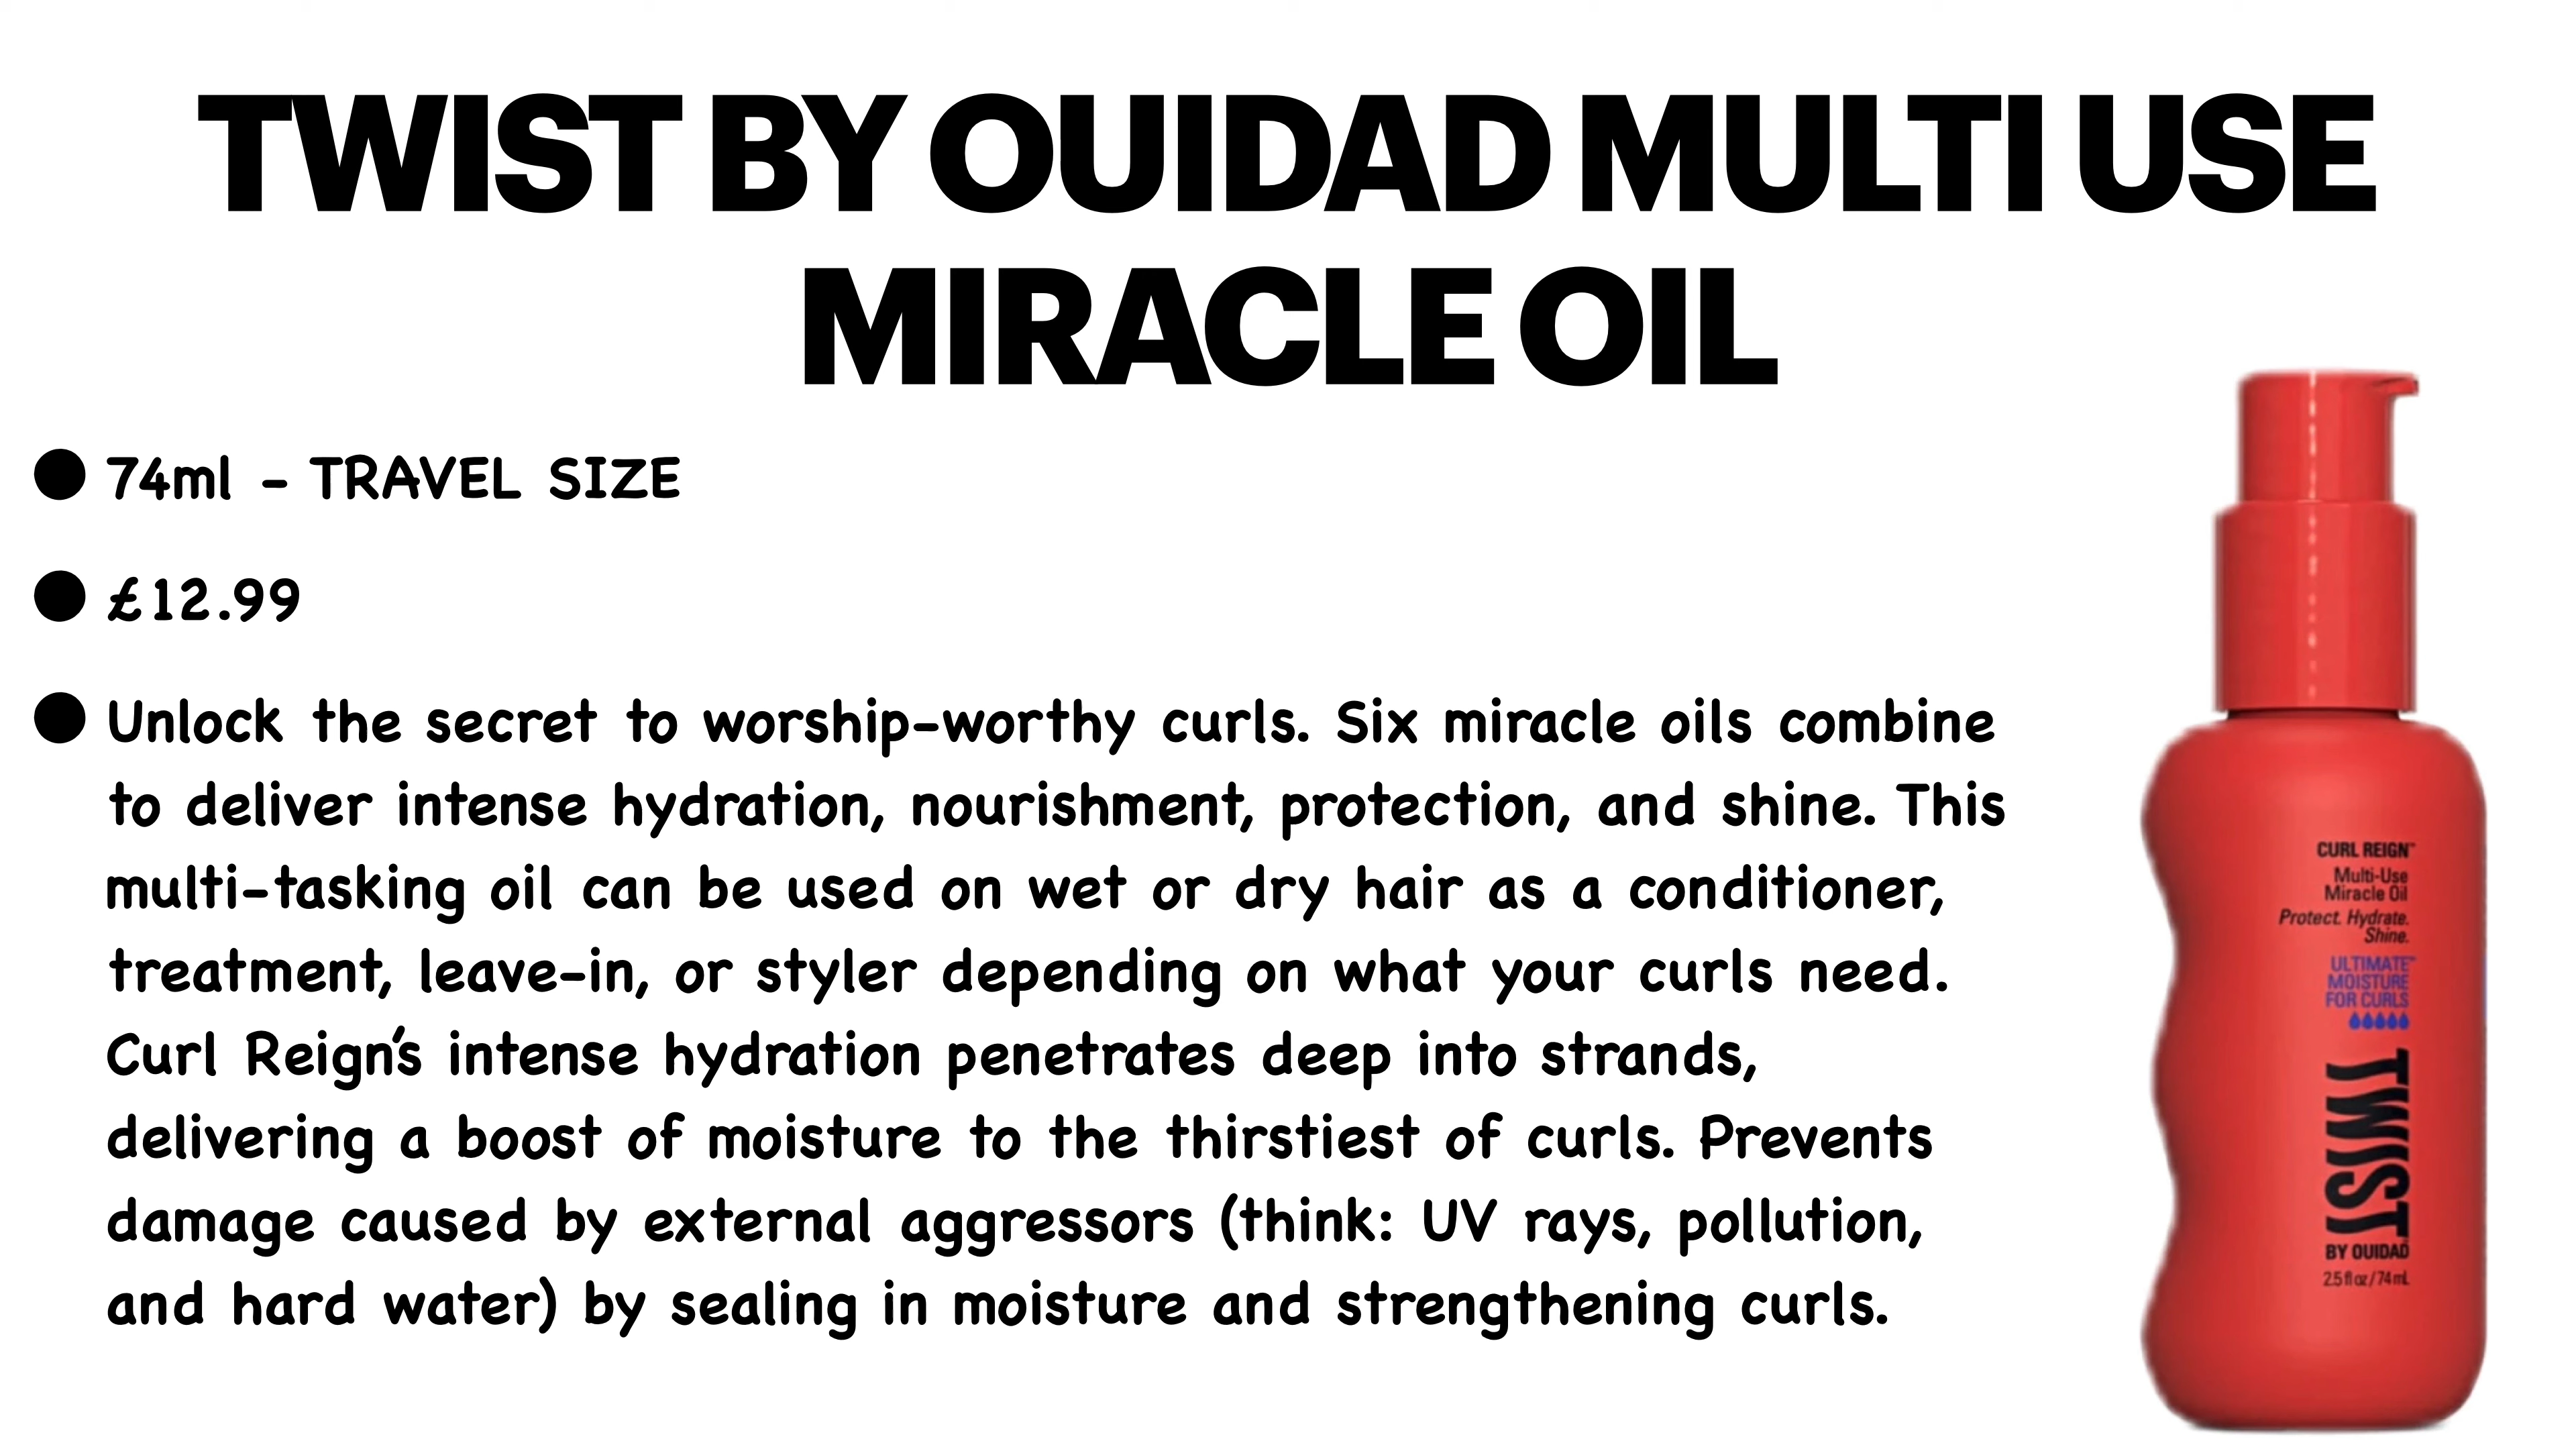 TWIST BY OUIDAD MULTI USE
MIRACLE OIL
● 74ml - TRAVEL SIZE
● £12.99
● Unlock the secret to worship-worthy curls. Six miracle oils combine
to deliver intense hydration, nourishment, protection, and shine. This
multi-tasking oil can be used on wet or dry hair as a conditioner,
treatment, leave-in, or styler depending on what your curls need.
Curl Reign's intense hydration penetrates deep into strands,
delivering a boost of moisture to the thirstiest of curls. Prevents
damage caused by external aggressors (think: UV rays, pollution,
and hard water) by sealing in moisture and strengthening curls.
CURL REIGN™
Multi-Use
Miracle Oil
Protect. Hydrate.
Shine.
ULTIMATE™
MOISTURE
FOR CURLS
TWIST
BY OUIDAD
2.5 fl oz / 74 mL